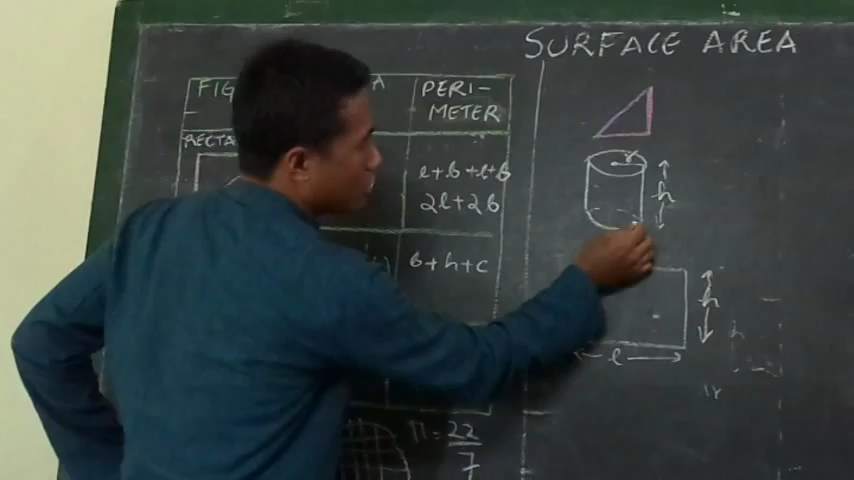 SURFACE AREA
FIG
A
PERI-
METER
RECTA
l+b+l+b
2l+2b
b+h+c
r
h
h
l
h
π=22
7